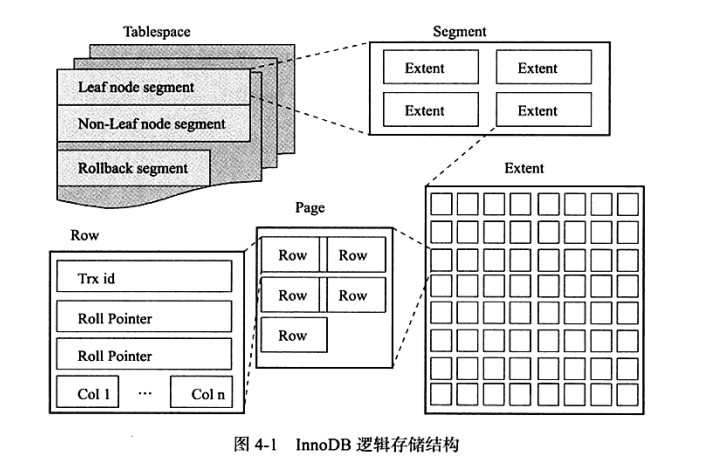 Tablespace
Leaf node segment
Non-Leaf node segment
Rollback segment
Segment
Extent Extent
Extent Extent
Extent
Page
Row Row
Row Row
Row
Row
Trx id
Roll Pointer
Roll Pointer
Col 1 ··· Col n
图 4-1 InnoDB 逻辑存储结构